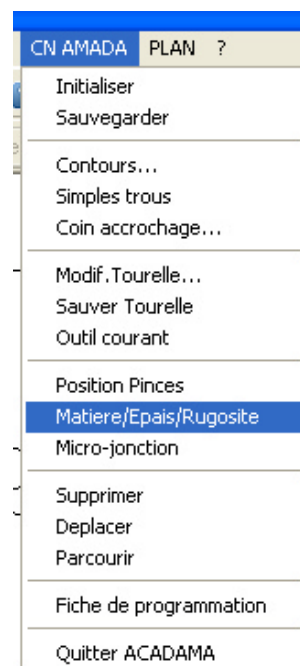 CN AMADA PLAN ?
Initialiser
Sauvegarder
Contours...
Simples trous
Coin accrochage...
Modif.Tourelle...
Sauver Tourelle
Outil courant
Position Pinces
Matiere/Epais/Rugosite
Micro-jonction
Supprimer
Deplacer
Parcourir
Fiche de programmation
Quitter ACADAMA